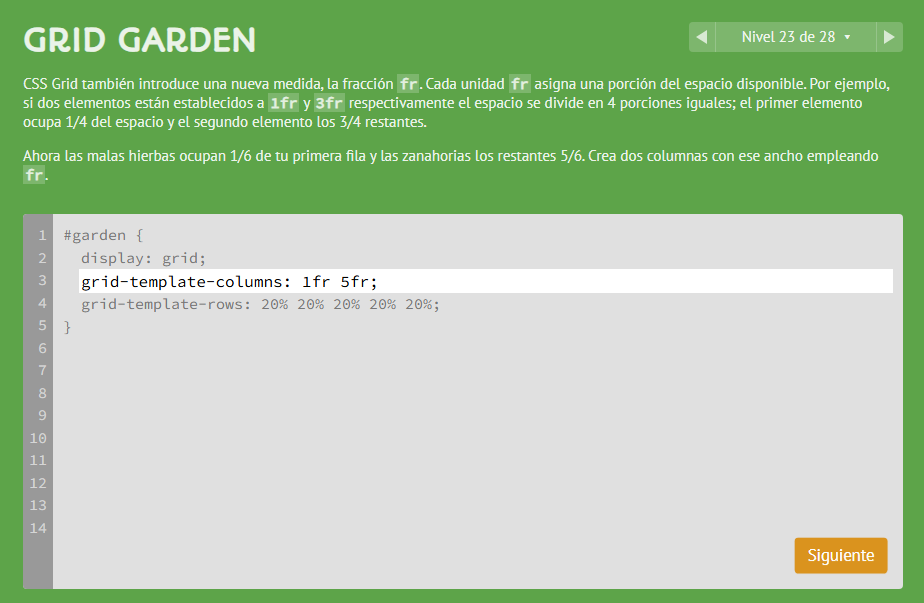 GRID GARDEN
Nivel 23 de 28
CSS Grid también introduce una nueva medida, la fracción fr. Cada unidad fr asigna una porción del espacio disponible. Por ejemplo,
si dos elementos están establecidos a 1fr y 3fr respectivamente el espacio se divide en 4 porciones iguales; el primer elemento
ocupa 1/4 del espacio y el segundo elemento los 3/4 restantes.
Ahora las malas hierbas ocupan 1/6 de tu primera fila y las zanahorias los restantes 5/6. Crea dos columnas con ese ancho empleando
fr.
1 #garden {
2 display: grid;
3 grid-template-columns: 1fr 5fr;
4 grid-template-rows: 20% 20% 20% 20% 20%;
5 }
6
7
8
9
10
11
12
13
14
Siguiente